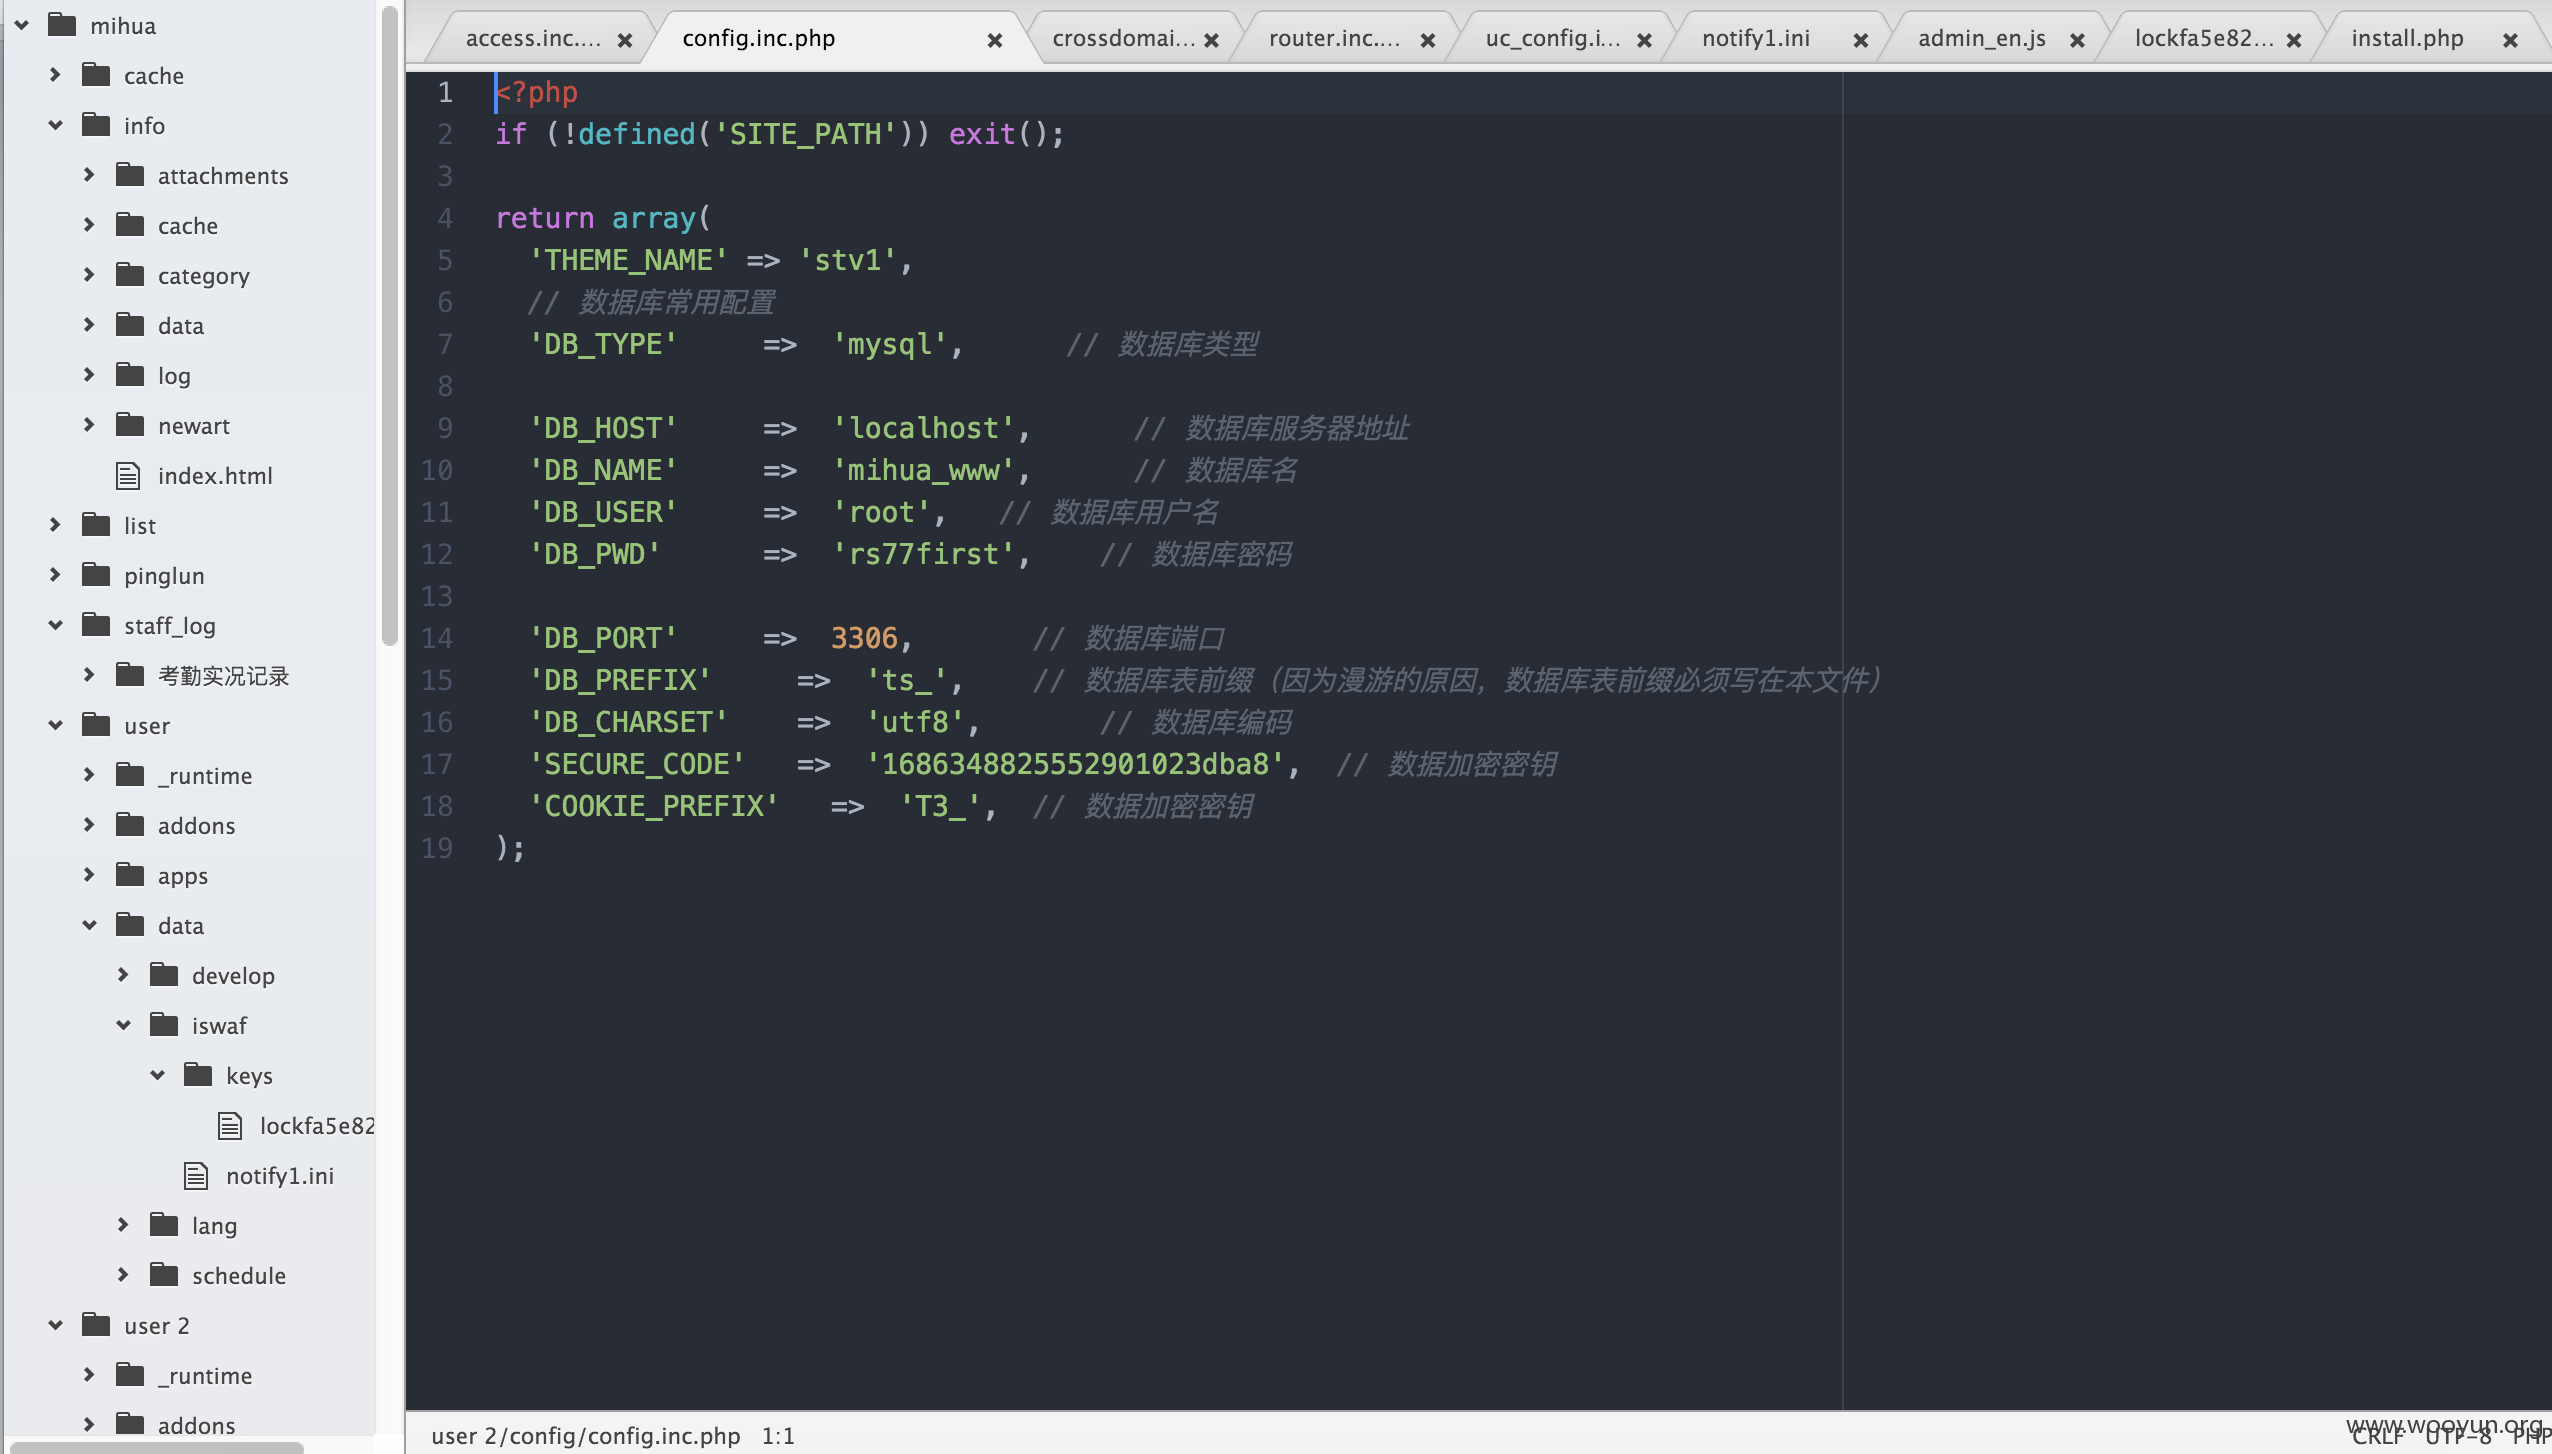 mihua
cache
info
attachments
cache
category
data
log
newart
index.html
list
pinglun
staff_log
考勤实况记录
user
_runtime
addons
apps
data
develop
iswaf
keys
lockfa5e82
notify1.ini
lang
schedule
user 2
_runtime
addons
access.inc.... config.inc.php crossdomai... router.inc.... uc_config.i... notify1.ini admin_en.js lockfa5e82... install.php
1 <?php
2 if (!defined('SITE_PATH')) exit();
3
4 return array(
5 'THEME_NAME' => 'stv1',
6 // 数据库常用配置
7 'DB_TYPE' => 'mysql', // 数据库类型
8
9 'DB_HOST' => 'localhost', // 数据库服务器地址
10 'DB_NAME' => 'mihua_www', // 数据库名
11 'DB_USER' => 'root', // 数据库用户名
12 'DB_PWD' => 'rs77first', // 数据库密码
13
14 'DB_PORT' => 3306, // 数据库端口
15 'DB_PREFIX' => 'ts_', // 数据库表前缀（因为漫游的原因，数据库表前缀必须写在本文件）
16 'DB_CHARSET' => 'utf8', // 数据库编码
17 'SECURE_CODE' => '1686348825552901023dba8', // 数据加密密钥
18 'COOKIE_PREFIX' => 'T3_', // 数据加密密钥
19 );
user 2/config/config.inc.php 1:1
www.wooyun.org
CRLF UTF-8 PHP